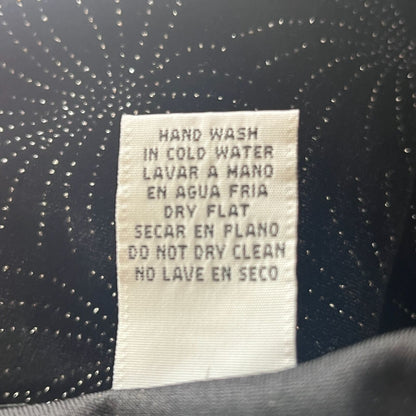 HAND WASH
IN COLD WATER
LAVAR A MANO
EN AGUA FRIA
DRY FLAT
SECAR EN PLANO
DO NOT DRY CLEAN
NO LAVE EN SECO